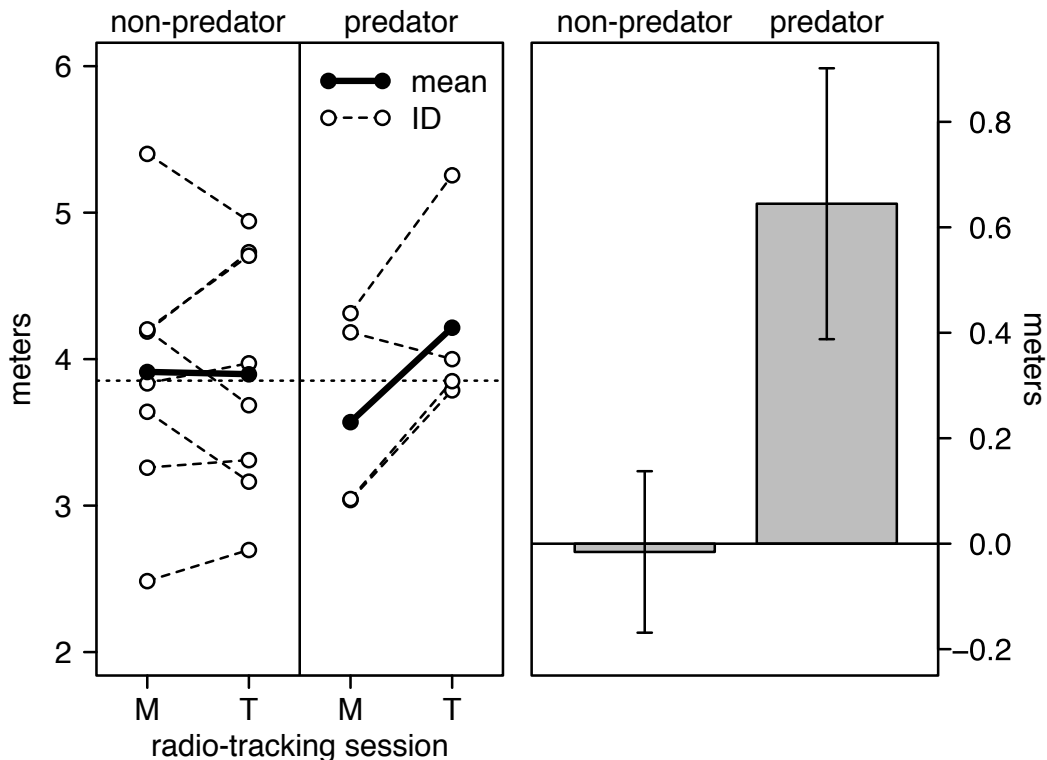 non-predator predator
mean
ID
6
5
4
3
2
meters
M T M T
radio-tracking session
non-predator predator
0.8
0.6
0.4
0.2
0.0
−0.2
meters